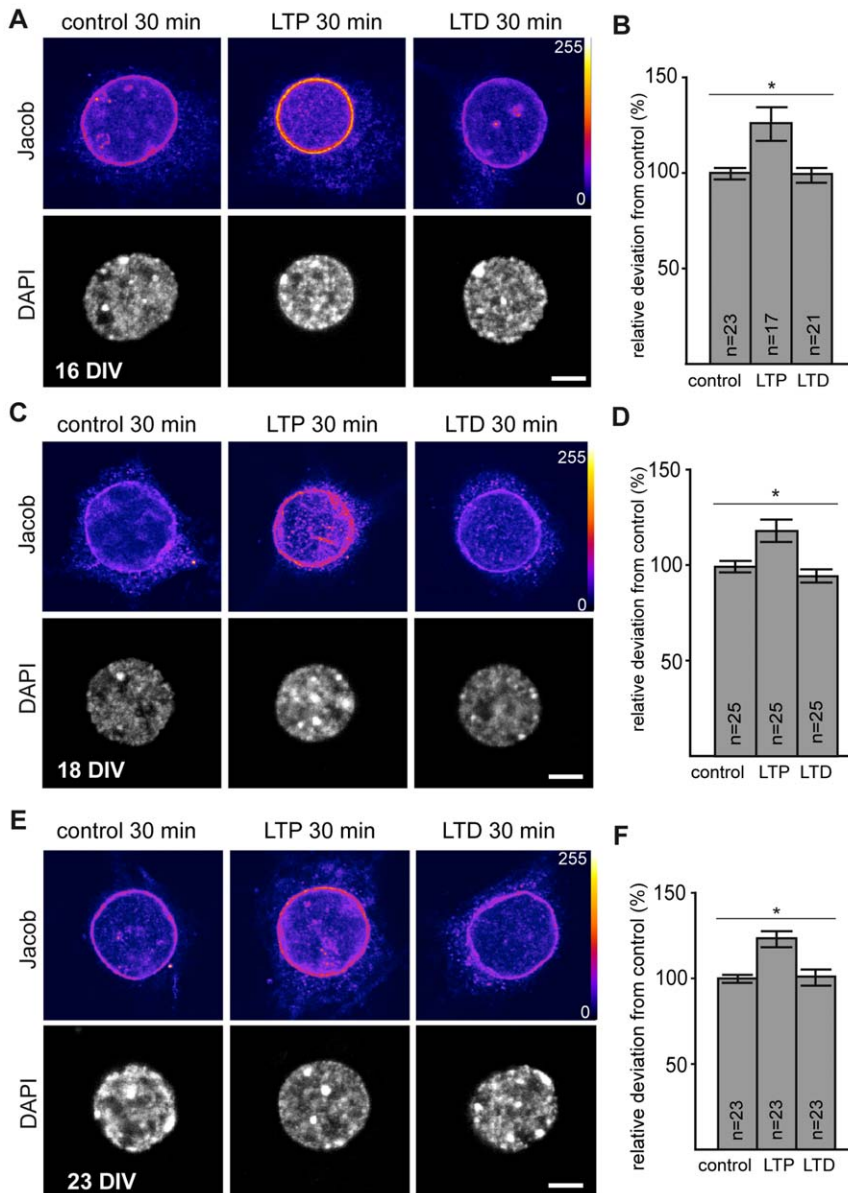 A
control 30 min LTP 30 min LTD 30 min
Jacob
255
0
DAPI
16 DIV
B
relative deviation from control (%)
150
100
50
*
n=23
n=17
n=21
control LTP LTD
C
control 30 min LTP 30 min LTD 30 min
Jacob
255
0
DAPI
18 DIV
D
relative deviation from control (%)
150
100
50
*
n=25
n=25
n=25
control LTP LTD
E
control 30 min LTP 30 min LTD 30 min
Jacob
255
0
DAPI
23 DIV
F
relative deviation from control (%)
150
100
50
*
n=23
n=23
n=23
control LTP LTD